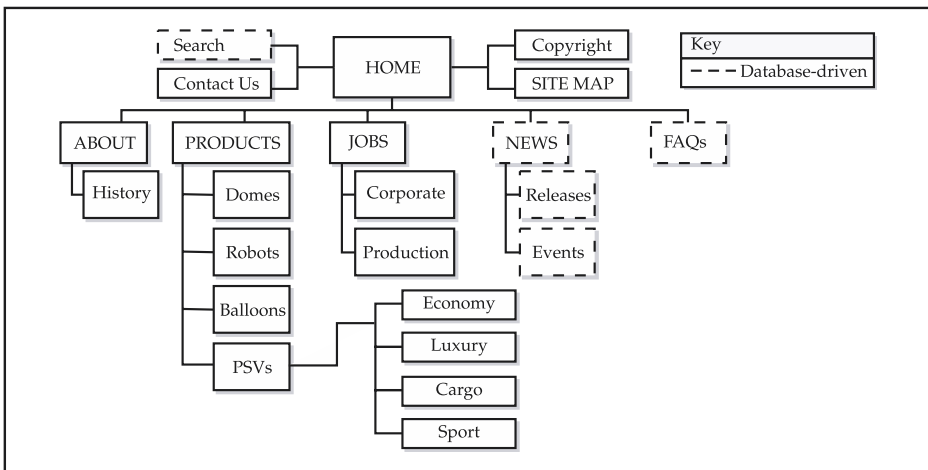 Search
Contact Us
HOME
Copyright
SITE MAP
Key
Database-driven
ABOUT
PRODUCTS
JOBS
NEWS
FAQs
History
Domes
Robots
Balloons
PSVs
Corporate
Production
Releases
Events
Economy
Luxury
Cargo
Sport